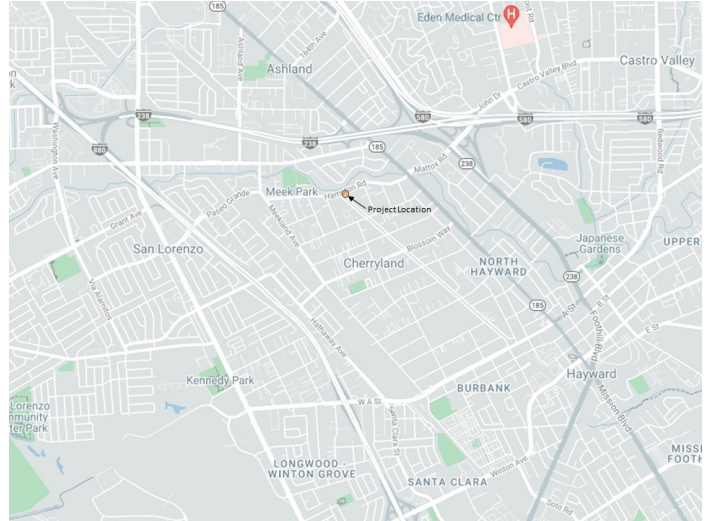 185
Eden Medical Ctr
H
Ashland Ave
164th Ave
Ashland
Castro Valley
John Dr
Castro Valley Blvd
Washington Ave
238
880
238
580
580
580
185
Redwood Rd
Mattox Rd
238
Meek Park
Hampton Rd
Project Location
Paseo Grande
Grant Ave
Meekland Ave
San Lorenzo
Blossom Way
Cherryland
NORTH
HAYWARD
Japanese
Gardens
UPPER
238
Via Alamitos
185
A St
B St
E St
Foothill Blvd
Hathaway Ave
Kennedy Park
Hayward
BURBANK
Mission Blvd
Lorenzo
W A St
Santa Clara St
LONGWOOD-
WINTON GROVE
Winton Ave
SANTA CLARA
Soto Rd